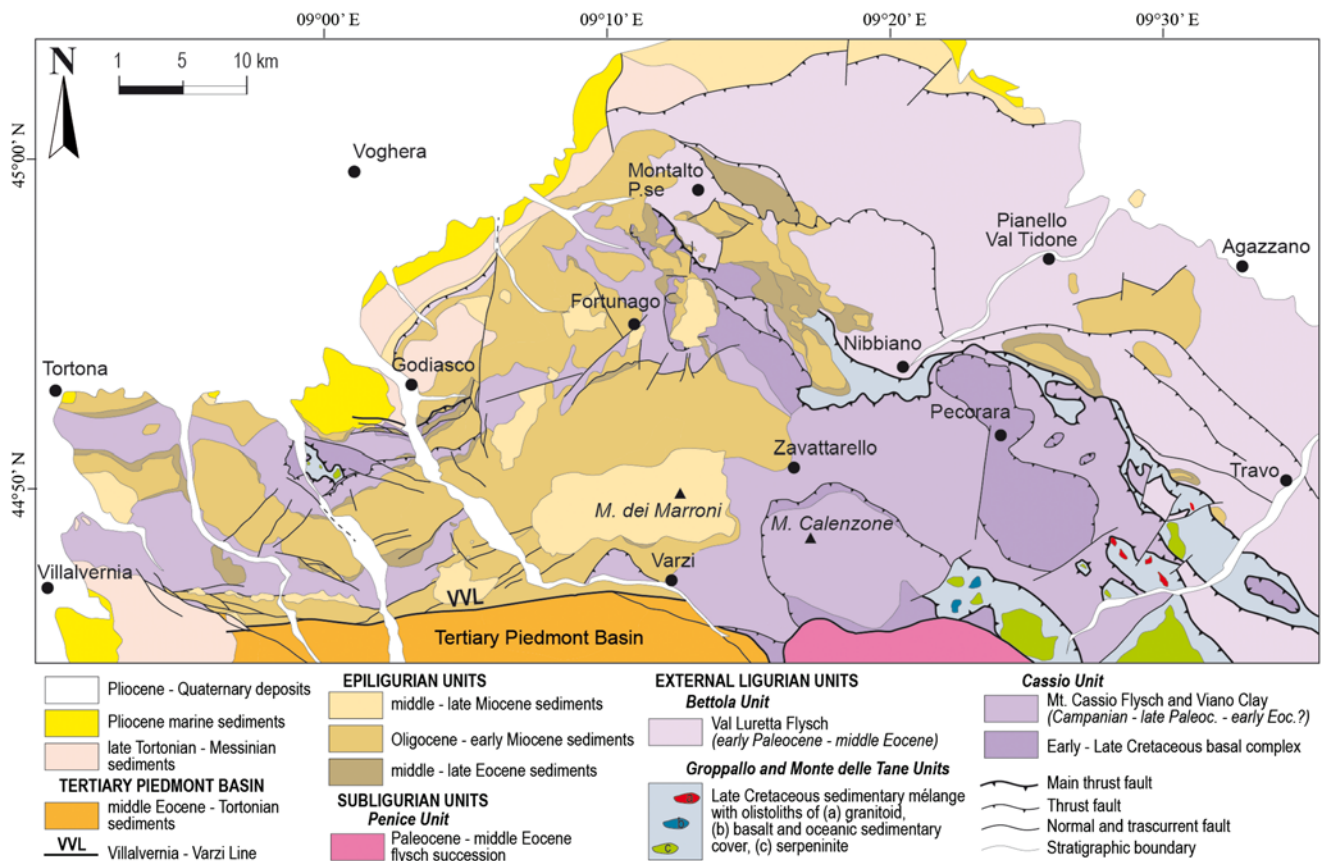 09°00' E 09°10' E 09°20' E 09°30' E
N
1 5 10 km
45°00' N
44°50' N
Voghera
Montalto
P.se
Pianello
Val Tidone
Agazzano
Fortunago
Nibbiano
Tortona
Godiasco
Pecorara
Zavattarello
Travo
M. dei Marroni
M. Calenzone
Villalvernia
Varzi
VVL
Tertiary Piedmont Basin
Pliocene - Quaternary deposits
Pliocene marine sediments
late Tortonian - Messinian
sediments
TERTIARY PIEDMONT BASIN
middle Eocene - Tortonian
sediments
VVL Villalvernia - Varzi Line
EPILIGURIAN UNITS
middle - late Miocene sediments
Oligocene - early Miocene sediments
middle - late Eocene sediments
SUBLIGURIAN UNITS
Penice Unit
Paleocene - middle Eocene
flysch succession
EXTERNAL LIGURIAN UNITS
Bettola Unit
Val Luretta Flysch
(early Paleocene - middle Eocene)
Groppallo and Monte delle Tane Units
a
b
c
Late Cretaceous sedimentary mélange
with olistoliths of (a) granitoid,
(b) basalt and oceanic sedimentary
cover, (c) serpeninite
Cassio Unit
Mt. Cassio Flysch and Viano Clay
(Campanian - late Paleoc. - early Eoc.?)
Early - Late Cretaceous basal complex
Main thrust fault
Thrust fault
Normal and trascurrent fault
Stratigraphic boundary